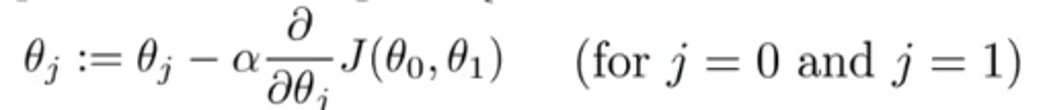 θⱼ := θⱼ − α ∂/∂θⱼ J(θ₀, θ₁) (for j = 0 and j = 1)